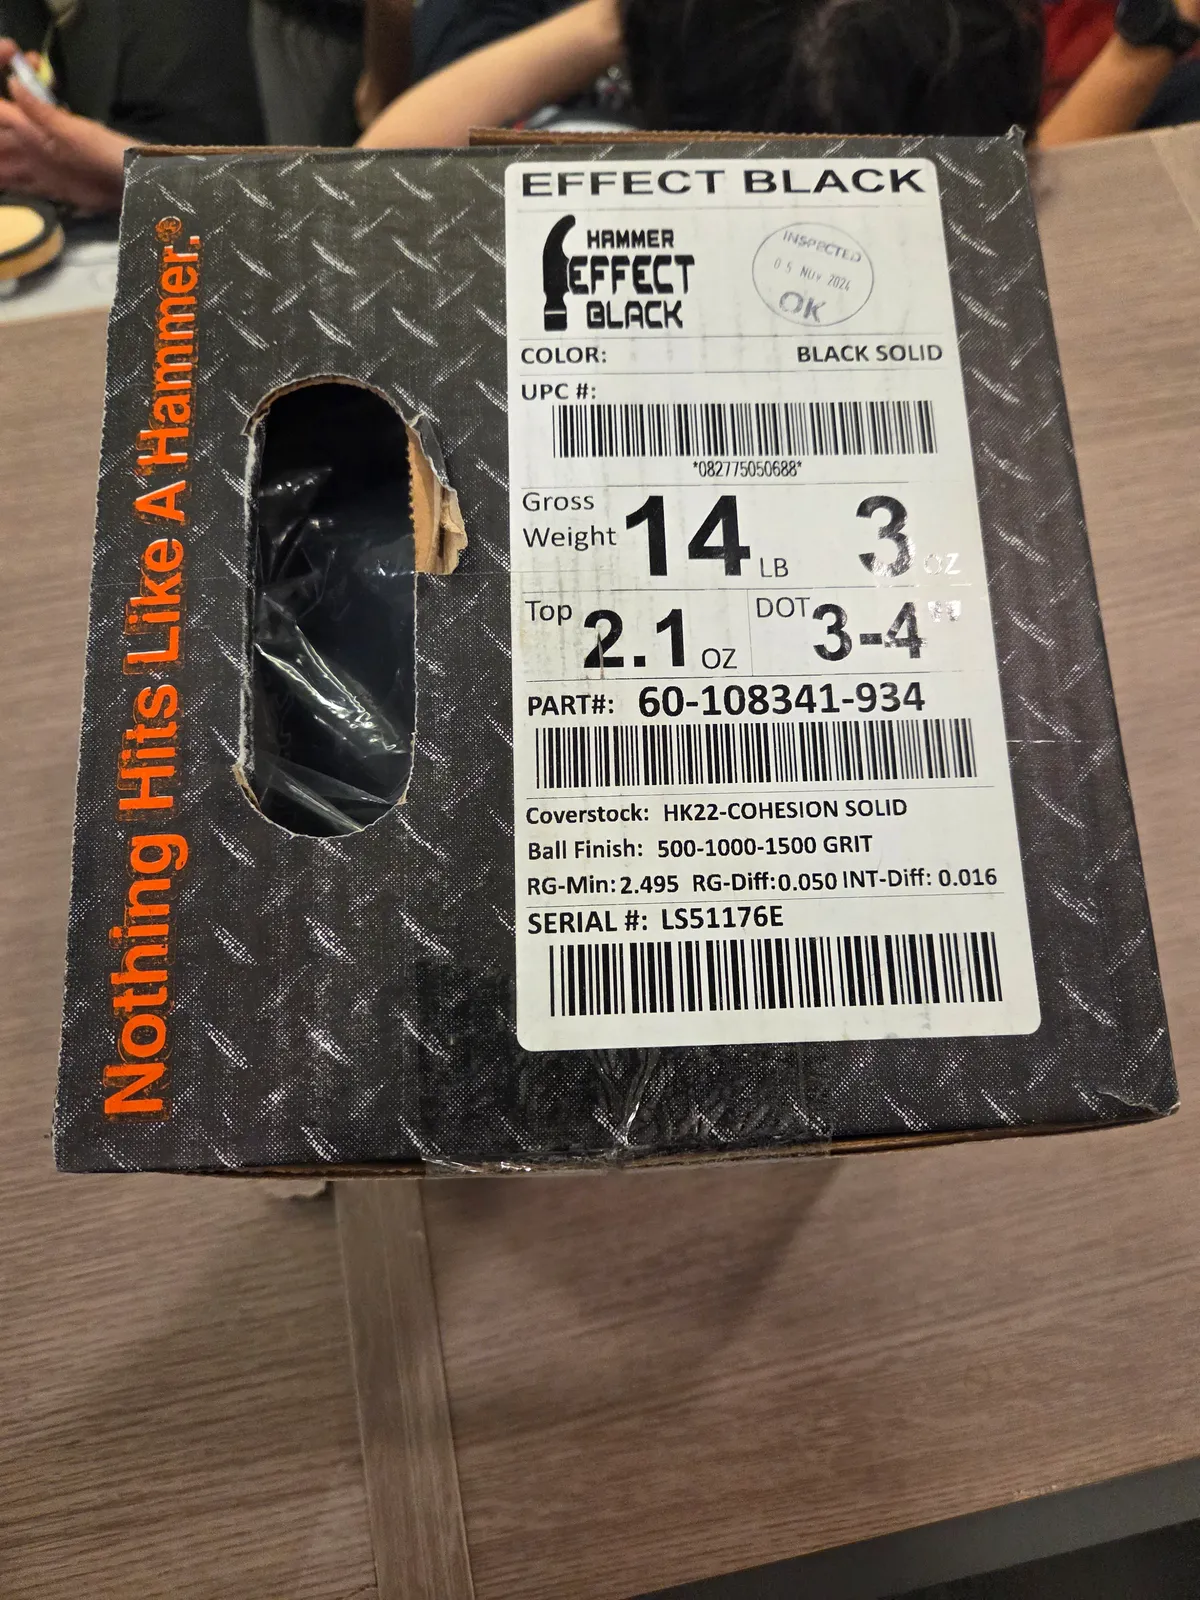 Nothing Hits Like A Hammer.®
EFFECT BLACK
HAMMER
EFFECT
BLACK
INSPECTED
05 NOV 2024
OK
COLOR: BLACK SOLID
UPC #:
*082775050688*
Gross Weight 14 LB 3 OZ
Top 2.1 OZ DOT 3-4"
PART#: 60-108341-934
Coverstock: HK22-COHESION SOLID
Ball Finish: 500-1000-1500 GRIT
RG-Min: 2.495 RG-Diff: 0.050 INT-Diff: 0.016
SERIAL #: LS51176E